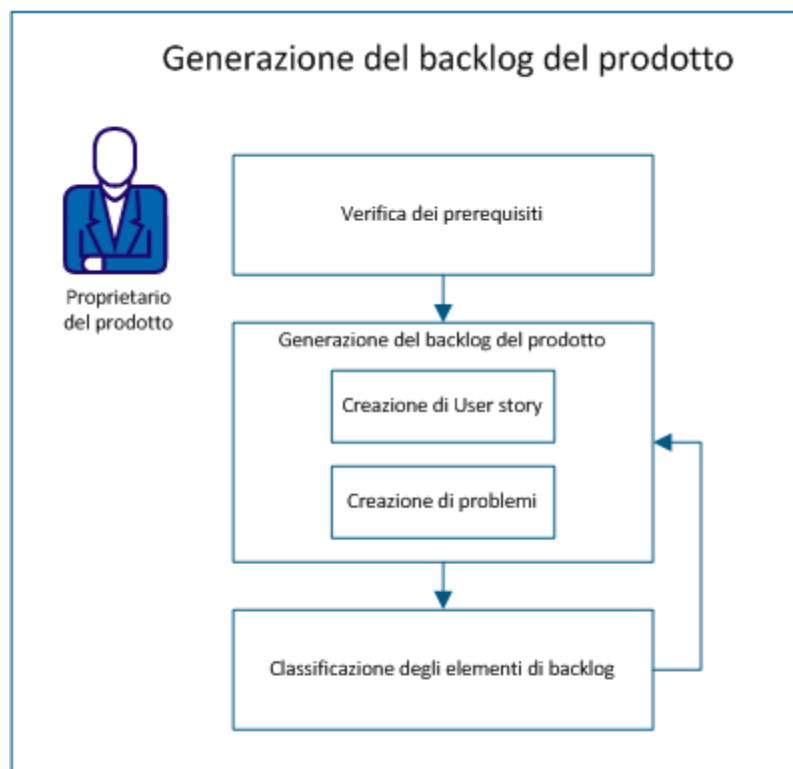 Generazione del backlog del prodotto
Proprietario
del prodotto
Verifica dei prerequisiti
Generazione del backlog del prodotto
Creazione di User story
Creazione di problemi
Classificazione degli elementi di backlog